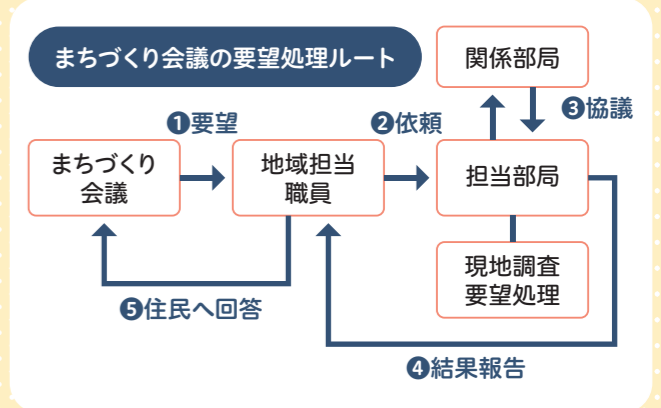 まちづくり会議の要望処理ルート
関係部局
❶要望
❷依頼
❸協議
まちづくり
会議
地域担当
職員
担当部局
現地調査
要望処理
❺住民へ回答
❹結果報告